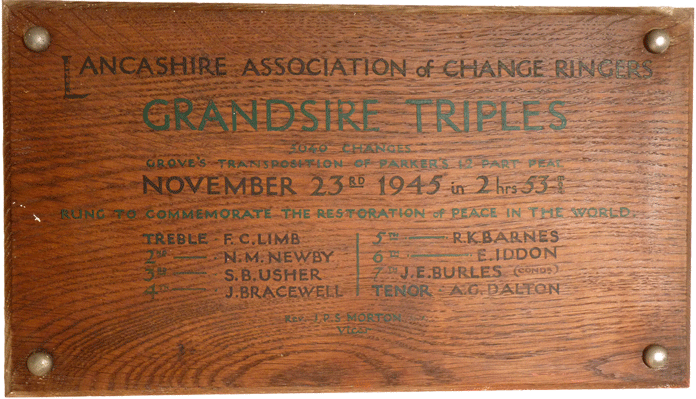 LANCASHIRE ASSOCIATION of CHANGE RINGERS
GRANDSIRE TRIPLES
5040 CHANGES
GROVE'S TRANSPOSITION OF PARKER'S 12 PART PEAL
NOVEMBER 23RD 1945 in 2 hrs 53
RUNG TO COMMEMORATE THE RESTORATION of PEACE IN THE WORLD.
TREBLE F.C. LIMB
2ND N.M. NEWBY
3RD S.B. USHER
4TH J. BRACEWELL
5TH R.K BARNES
6TH E. IDDON
7TH J.E. BURLES (COND?)
TENOR A.G. DALTON
REV. J.P.S MORTON
VICAR